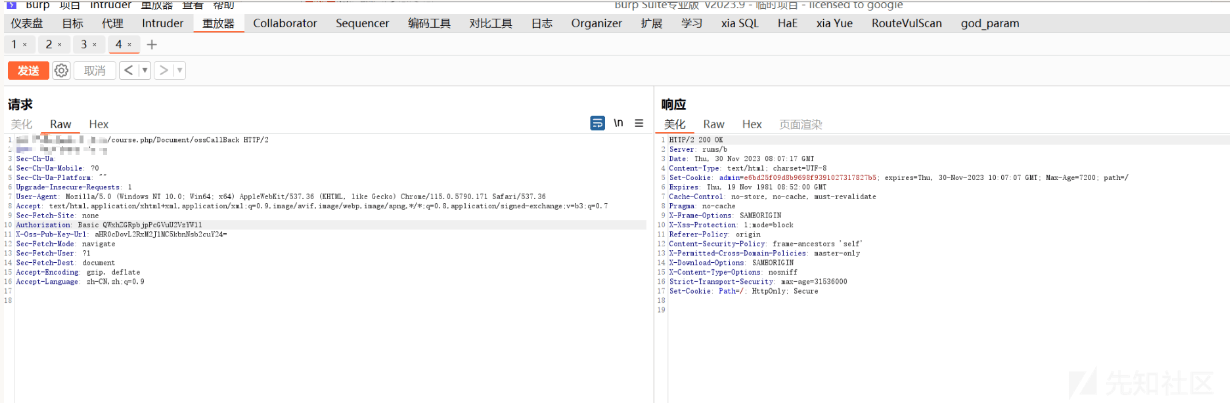 Burp 项目 Intruder 重放器 查看 帮助
Burp Suite专业版 v2023.9 - 临时项目 - licensed to google
仪表盘 目标 代理 Intruder 重放器 Collaborator Sequencer 编码工具 对比工具 日志 Organizer 扩展 学习 xia SQL HaE xia Yue RouteVulScan god_param
1 × 2 × 3 × 4 × +
发送 取消 < >
请求
美化 Raw Hex \n
1 /course.php/Document/ossCallBack HTTP/2
2
3 Sec-Ch-Ua:
4 Sec-Ch-Ua-Mobile: ?0
5 Sec-Ch-Ua-Platform: ""
6 Upgrade-Insecure-Requests: 1
7 User-Agent: Mozilla/5.0 (Windows NT 10.0; Win64; x64) AppleWebKit/537.36 (KHTML, like Gecko) Chrome/115.0.5790.171 Safari/537.36
8 Accept: text/html,application/xhtml+xml,application/xml;q=0.9,image/avif,image/webp,image/apng,*/*;q=0.8,application/signed-exchange;v=b3;q=0.7
9 Sec-Fetch-Site: none
10 Authorization: Basic QWxhZGRpbjpPcGVuU2VzYW1l
11 X-Oss-Pub-Key-Url:
12 Sec-Fetch-Mode: navigate
13 Sec-Fetch-User: ?1
14 Sec-Fetch-Dest: document
15 Accept-Encoding: gzip, deflate
16 Accept-Language: zh-CN,zh;q=0.9
17
18
响应
美化 Raw Hex 页面渲染
1 HTTP/2 200 OK
2 Server: rums/b
3 Date: Thu, 30 Nov 2023 08:07:17 GMT
4 Content-Type: text/html; charset=UTF-8
5 Set-Cookie: admin=e6bd25f09d8b9698f9391027317827b5; expires=Thu, 30-Nov-2023 10:07:07 GMT; Max-Age=7200; path=/
6 Expires: Thu, 19 Nov 1981 08:52:00 GMT
7 Cache-Control: no-store, no-cache, must-revalidate
8 Pragma: no-cache
9 X-Frame-Options: SAMEORIGIN
10 X-Xss-Protection: 1;mode=block
11 Referer-Policy: origin
12 Content-Security-Policy: frame-ancestors 'self'
13 X-Permitted-Cross-Domain-Policies: master-only
14 X-Download-Options: SAMEORIGIN
15 X-Content-Type-Options: nosniff
16 Strict-Transport-Security: max-age=31536000
17 Set-Cookie: Path=/; HttpOnly; Secure
18
19
先知社区